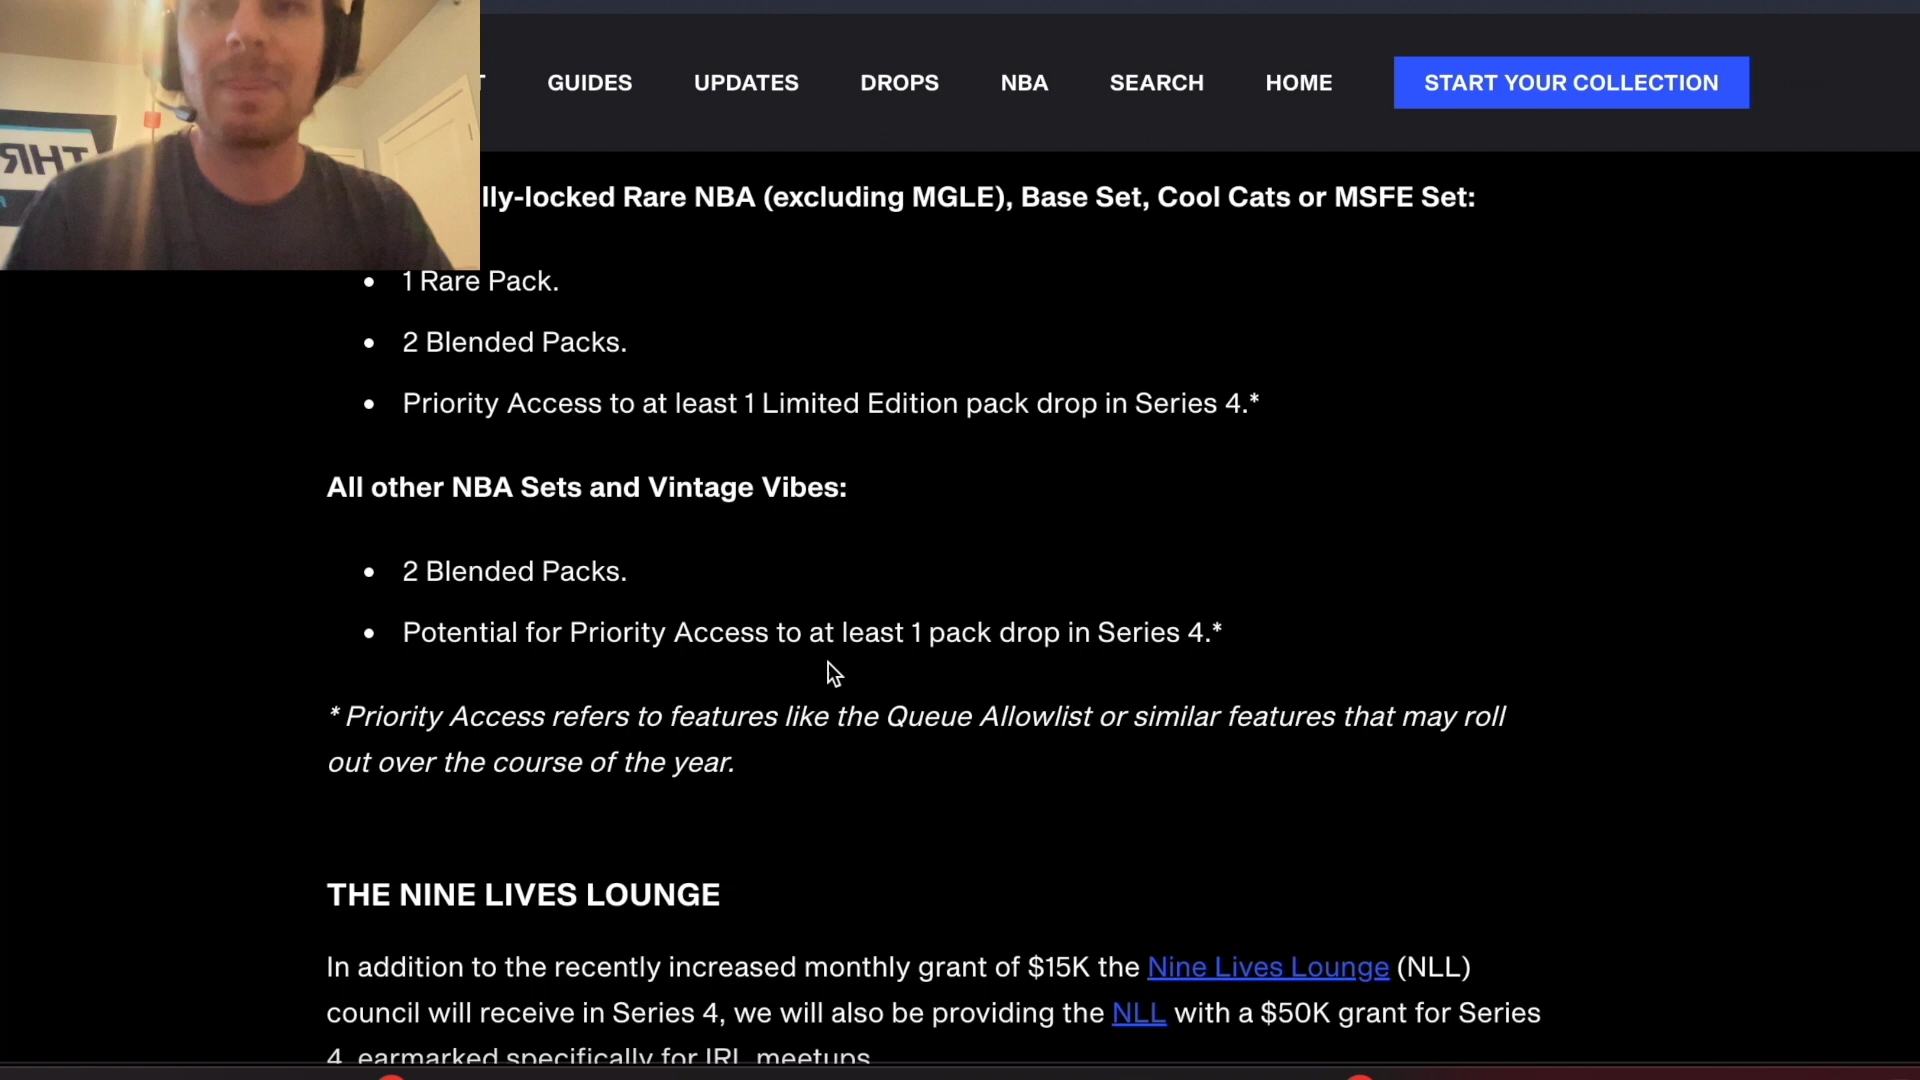 GUIDES UPDATES DROPS NBA SEARCH HOME START YOUR COLLECTION
lly-locked Rare NBA (excluding MGLE), Base Set, Cool Cats or MSFE Set:
• 1 Rare Pack.
• 2 Blended Packs.
• Priority Access to at least 1 Limited Edition pack drop in Series 4.*
All other NBA Sets and Vintage Vibes:
• 2 Blended Packs.
• Potential for Priority Access to at least 1 pack drop in Series 4.*
* Priority Access refers to features like the Queue Allowlist or similar features that may roll
out over the course of the year.
THE NINE LIVES LOUNGE
In addition to the recently increased monthly grant of $15K the Nine Lives Lounge (NLL)
council will receive in Series 4, we will also be providing the NLL with a $50K grant for Series
4, earmarked specifically for IRL meetups